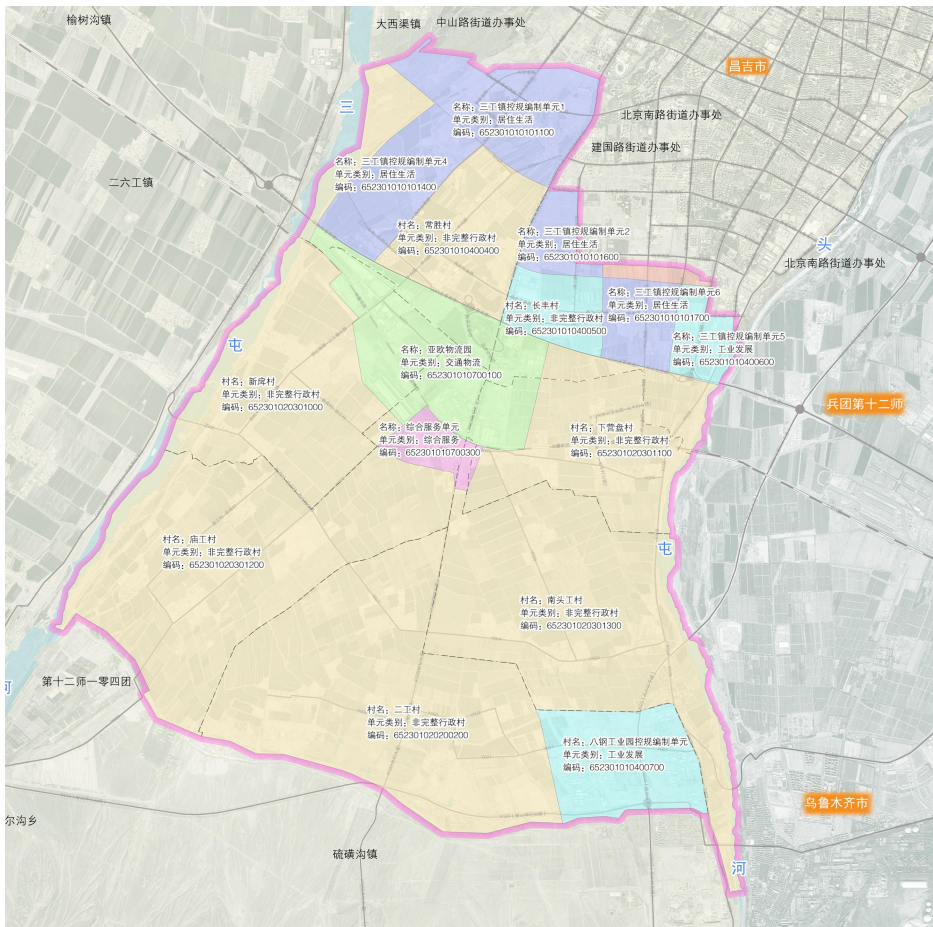 榆树沟镇
大西渠镇
中山路街道办事处
昌吉市
三
名称：三工镇控规编制单元1
单元类别：居住生活
编码：652301010101100
北京南路街道办事处
建国路街道办事处
名称：三工镇控规编制单元4
单元类别：居住生活
编码：652301010101400
二六工镇
村名：常胜村
单元类别：非完整行政村
编码：652301010400400
名称：三工镇控规编制单元2
单元类别：居住生活
编码：652301010101600
头
北京南路街道办事处
村名：长丰村
单元类别：非完整行政村
编码：652301010400500
名称：三工镇控规编制单元6
单元类别：居住生活
编码：652301010101700
名称：三工镇控规编制单元5
单元类别：工业发展
编码：652301010400600
屯
名称：亚欧物流园
单元类别：交通物流
编码：652301010700100
村名：新庠村
单元类别：非完整行政村
编码：652301020301000
兵团第十二师
名称：综合服务单元
单元类别：综合服务
编码：652301010700300
村名：下营盘村
单元类别：非完整行政村
编码：652301020301100
村名：庙工村
单元类别：非完整行政村
编码：652301020301200
屯
村名：南头工村
单元类别：非完整行政村
编码：652301020301300
第十二师一零四团
河
村名：二工村
单元类别：非完整行政村
编码：652301020200200
村名：八钢工业园控规编制单元
单元类别：工业发展
编码：652301010400700
乌鲁木齐市
尔沟乡
硫磺沟镇
河